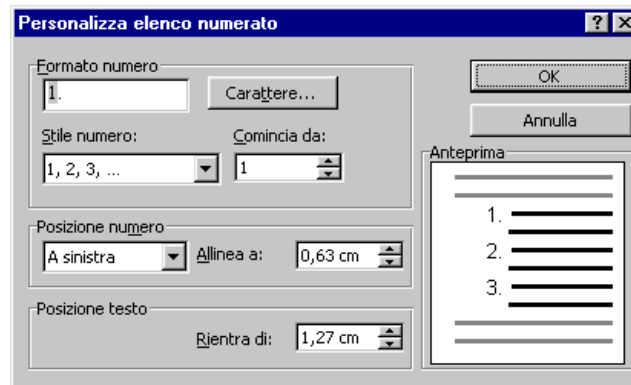 Personalizza elenco numerato
Formato numero
1.
Carattere...
Stile numero:
Comincia da:
1, 2, 3, ...
1
Posizione numero
A sinistra
Allinea a:
0,63 cm
Posizione testo
Rientra di:
1,27 cm
OK
Annulla
Anteprima
1.
2.
3.